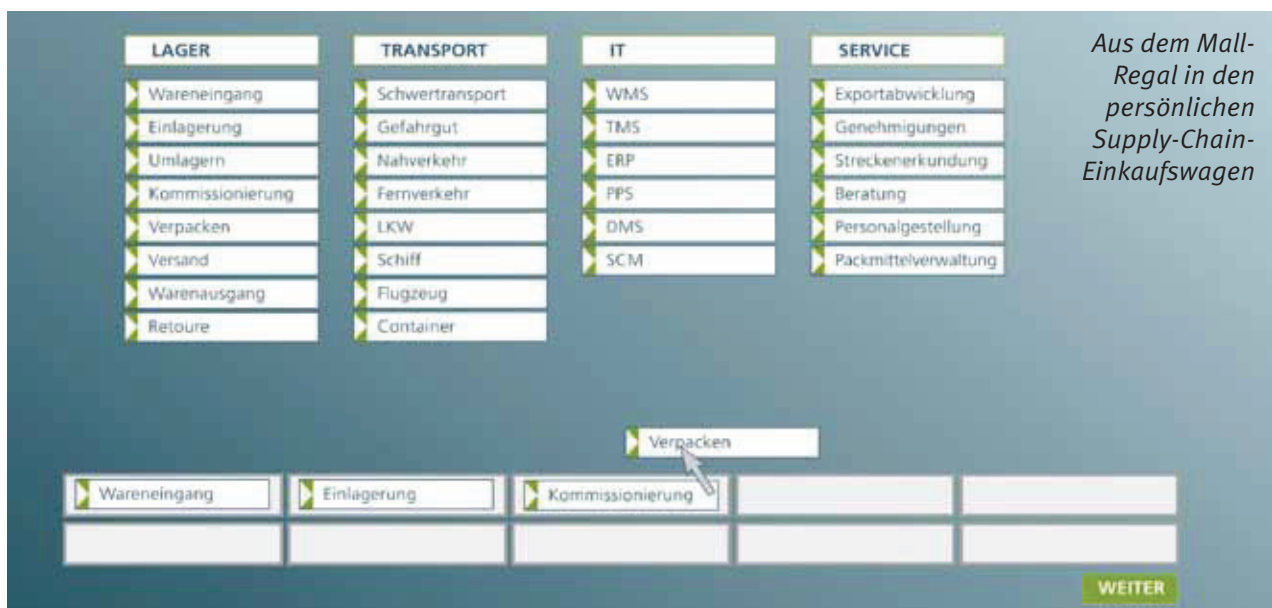 LAGER
Wareneingang
Einlagerung
Umlagern
Kommissionierung
Verpacken
Versand
Warenausgang
Retoure
TRANSPORT
Schwertransport
Gefahrgut
Nahverkehr
Fernverkehr
LKW
Schiff
Flugzeug
Container
IT
WMS
TMS
ERP
PPS
DMS
SCM
SERVICE
Exportabwicklung
Genehmigungen
Streckenerkundung
Beratung
Personalgestellung
Packmittelverwaltung
Aus dem Mall-
Regal in den
persönlichen
Supply-Chain-
Einkaufswagen
Verpacken
Wareneingang
Einlagerung
Kommissionierung
WEITER